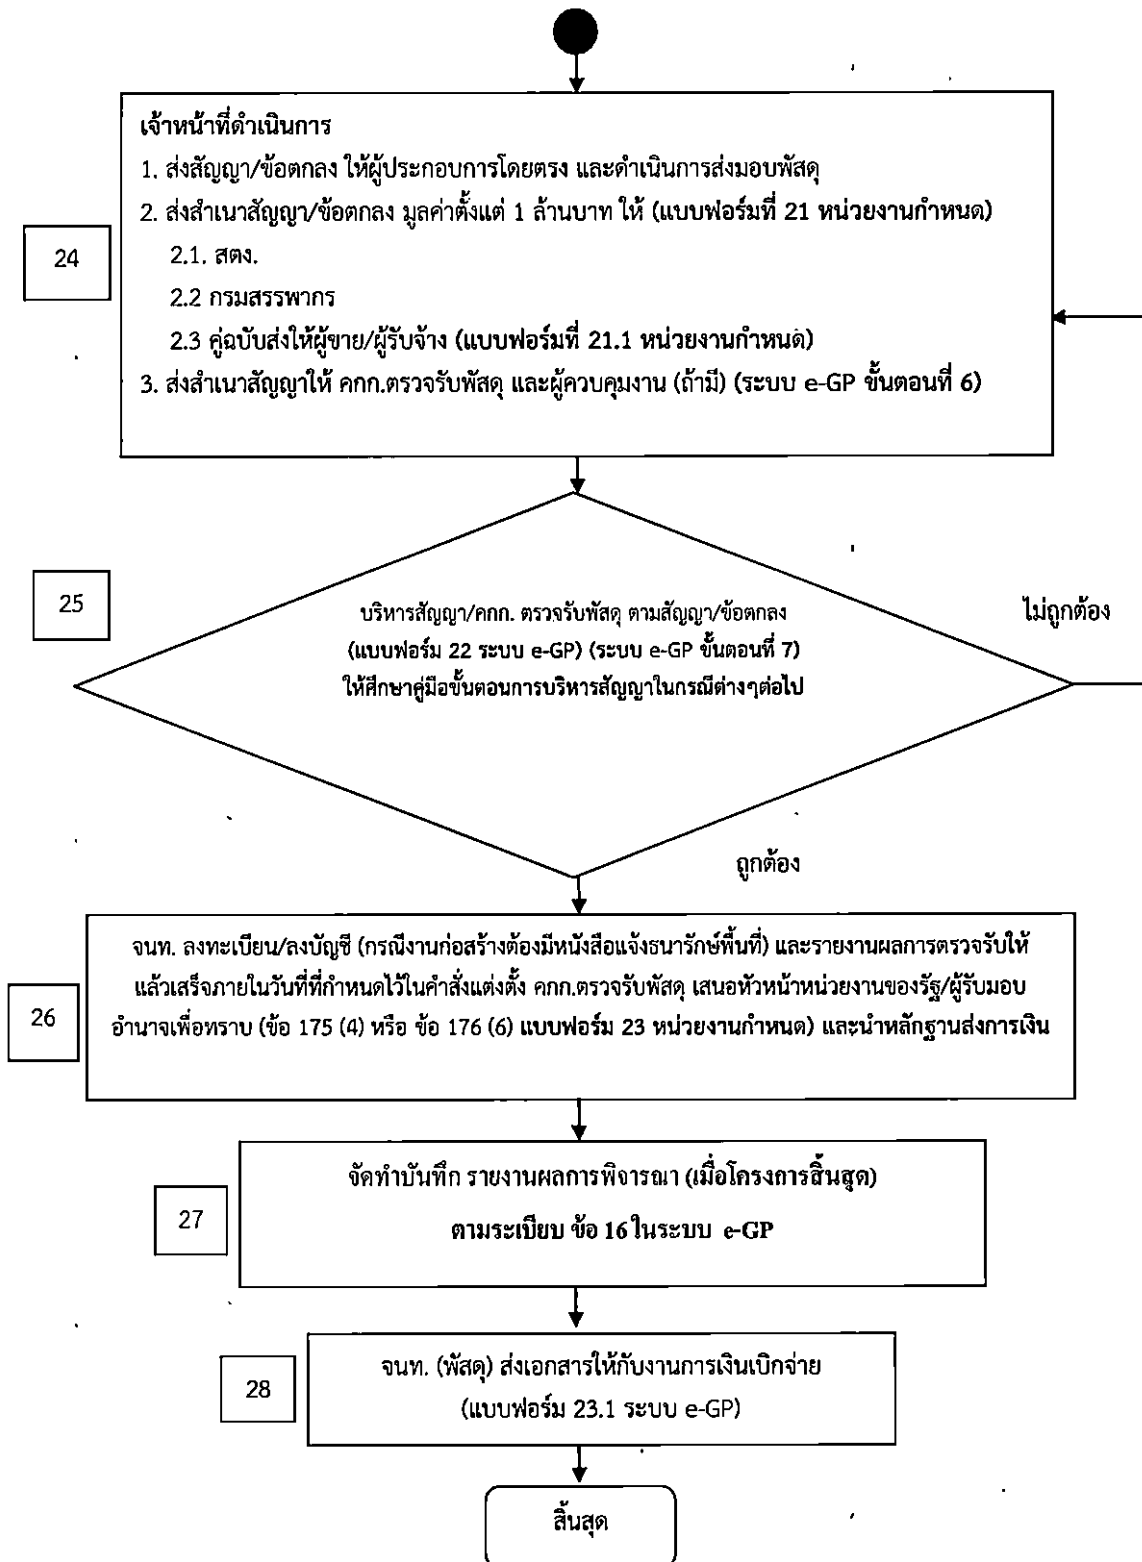 เจ้าหน้าที่ดำเนินการ
1. ส่งสัญญา/ข้อตกลง ให้ผู้ประกอบการโดยตรง และดำเนินการส่งมอบพัสดุ
2. ส่งสำเนาสัญญา/ข้อตกลง มูลค่าตั้งแต่ 1 ล้านบาท ให้ (แบบฟอร์มที่ 21 หน่วยงานกำหนด)
24
2.1. สตง.
2.2 กรมสรรพากร
2.3 คู่ฉบับส่งให้ผู้ขาย/ผู้รับจ้าง (แบบฟอร์มที่ 21.1 หน่วยงานกำหนด)
3. ส่งสำเนาสัญญาให้ คกก.ตรวจรับพัสดุ และผู้ควบคุมงาน (ถ้ามี) (ระบบ e-GP ขั้นตอนที่ 6)
25
บริหารสัญญา/คกก. ตรวจรับพัสดุ ตามสัญญา/ข้อตกลง
(แบบฟอร์ม 22 ระบบ e-GP) (ระบบ e-GP ขั้นตอนที่ 7)
ให้ศึกษาคู่มือขั้นตอนการบริหารสัญญาในกรณีต่างๆต่อไป
ไม่ถูกต้อง
ถูกต้อง
26
จนท. ลงทะเบียน/ลงบัญชี (กรณีงานก่อสร้างต้องมีหนังสือแจ้งธนารักษ์พื้นที่) และรายงานผลการตรวจรับให้
แล้วเสร็จภายในวันที่ที่กำหนดไว้ในคำสั่งแต่งตั้ง คกก.ตรวจรับพัสดุ เสนอหัวหน้าหน่วยงานของรัฐ/ผู้รับมอบ
อำนาจเพื่อทราบ (ข้อ 175 (4) หรือ ข้อ 176 (6) แบบฟอร์ม 23 หน่วยงานกำหนด) และนำหลักฐานส่งการเงิน
27
จัดทำบันทึก รายงานผลการพิจารณา (เมื่อโครงการสิ้นสุด)
ตามระเบียบ ข้อ 16 ในระบบ e-GP
28
จนท. (พัสดุ) ส่งเอกสารให้กับงานการเงินเบิกจ่าย
(แบบฟอร์ม 23.1 ระบบ e-GP)
สิ้นสุด